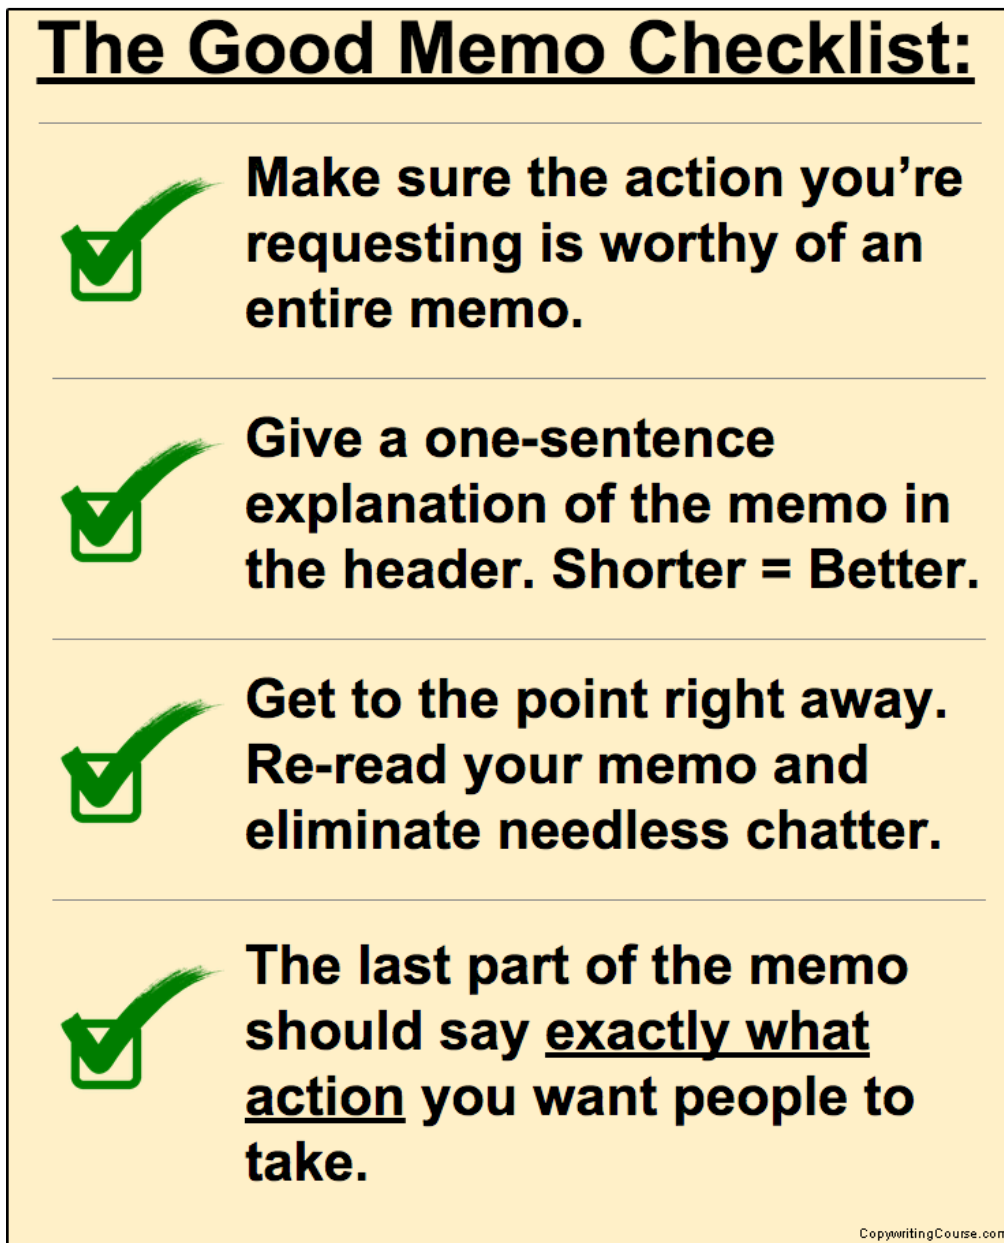 The Good Memo Checklist:
Make sure the action you’re
requesting is worthy of an
entire memo.
Give a one-sentence
explanation of the memo in
the header. Shorter = Better.
Get to the point right away.
Re-read your memo and
eliminate needless chatter.
The last part of the memo
should say exactly what
action you want people to
take.
CopywritingCourse.com